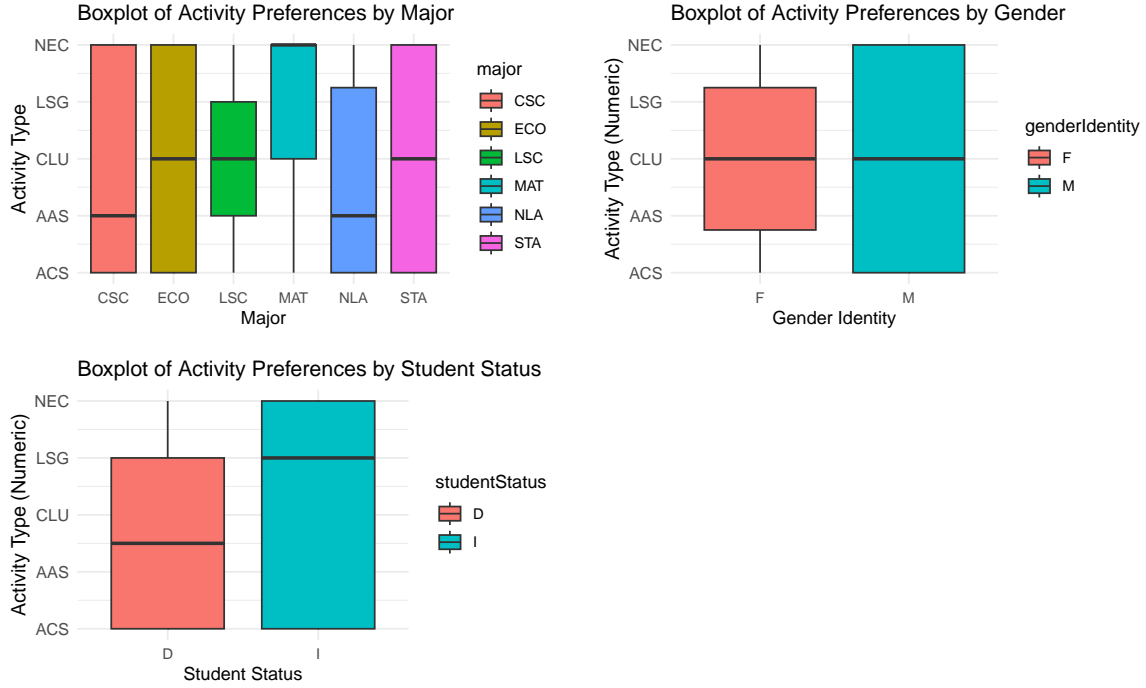 Boxplot of Activity Preferences by Major
Activity Type
NEC
LSG
CLU
AAS
ACS
CSC ECO LSC MAT NLA STA
Major
major
CSC
ECO
LSC
MAT
NLA
STA
Boxplot of Activity Preferences by Gender
Activity Type (Numeric)
NEC
LSG
CLU
AAS
ACS
F M
Gender Identity
genderIdentity
F
M
Boxplot of Activity Preferences by Student Status
Activity Type (Numeric)
NEC
LSG
CLU
AAS
ACS
D I
Student Status
studentStatus
D
I